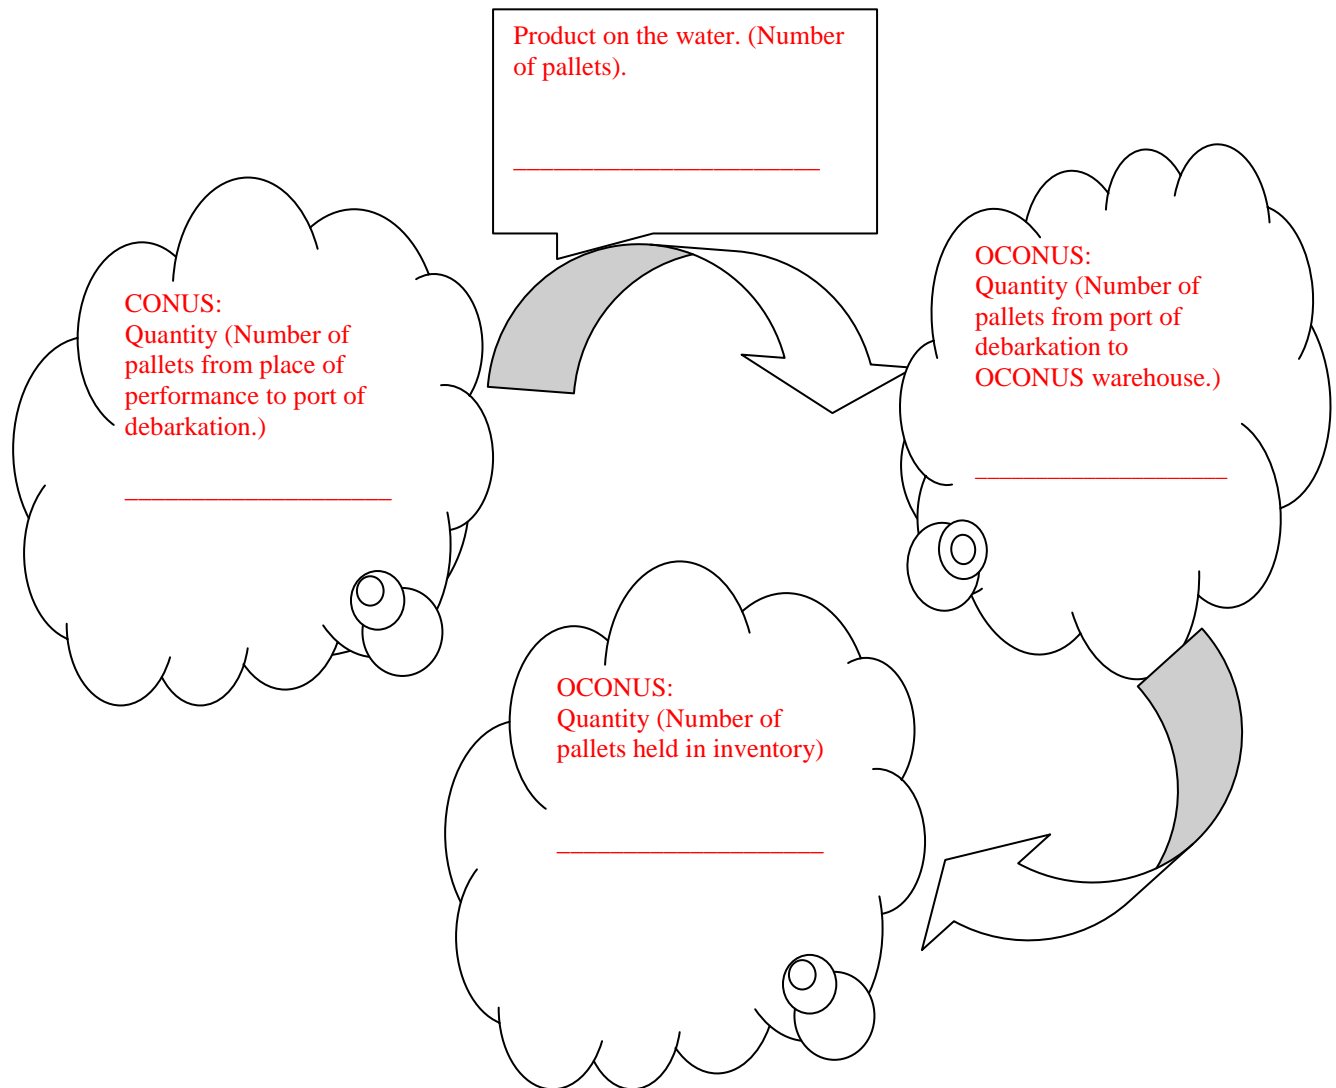 Product on the water. (Number
of pallets).
_______________________
CONUS:
Quantity (Number of
pallets from place of
performance to port of
debarkation.)
____________________
OCONUS:
Quantity (Number of
pallets from port of
debarkation to
OCONUS warehouse.)
___________________
OCONUS:
Quantity (Number of
pallets held in inventory)
____________________